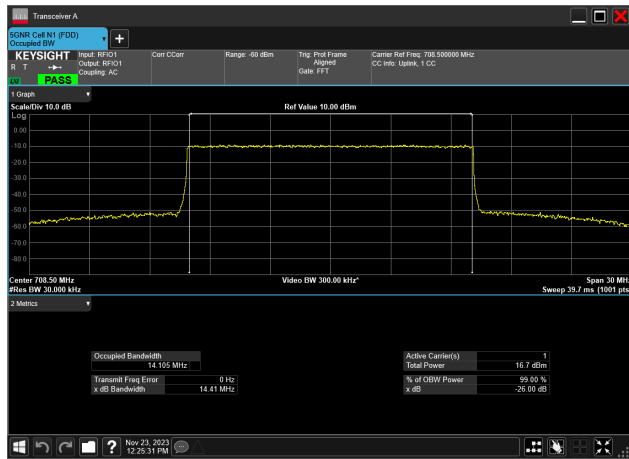 Transceiver A
5GNR Cell N1 (FDD)
Occupied BW
KEYSIGHT
R T
LXI
PASS
Input: RFIO1
Output: RFIO1
Coupling: AC
Corr CCorr
Range: -60 dBm
Trig: Prot Frame
Aligned
Gate: FFT
Carrier Ref Freq: 708.500000 MHz
CC Info: Uplink, 1 CC
1 Graph
Scale/Div 10.0 dB
Ref Value 10.00 dBm
Log
0.00
-10.0
-20.0
-30.0
-40.0
-50.0
-60.0
-70.0
-80.0
Center 708.50 MHz
Video BW 300.00 kHz*
Span 30 MHz
#Res BW 30.000 kHz
Sweep 39.7 ms (1001 pts)
2 Metrics
Occupied Bandwidth
14.105 MHz
Transmit Freq Error 0 Hz
x dB Bandwidth 14.41 MHz
Active Carrier(s) 1
Total Power 16.7 dBm
% of OBW Power 99.00 %
x dB -26.00 dB
Nov 23, 2023
12:25:31 PM